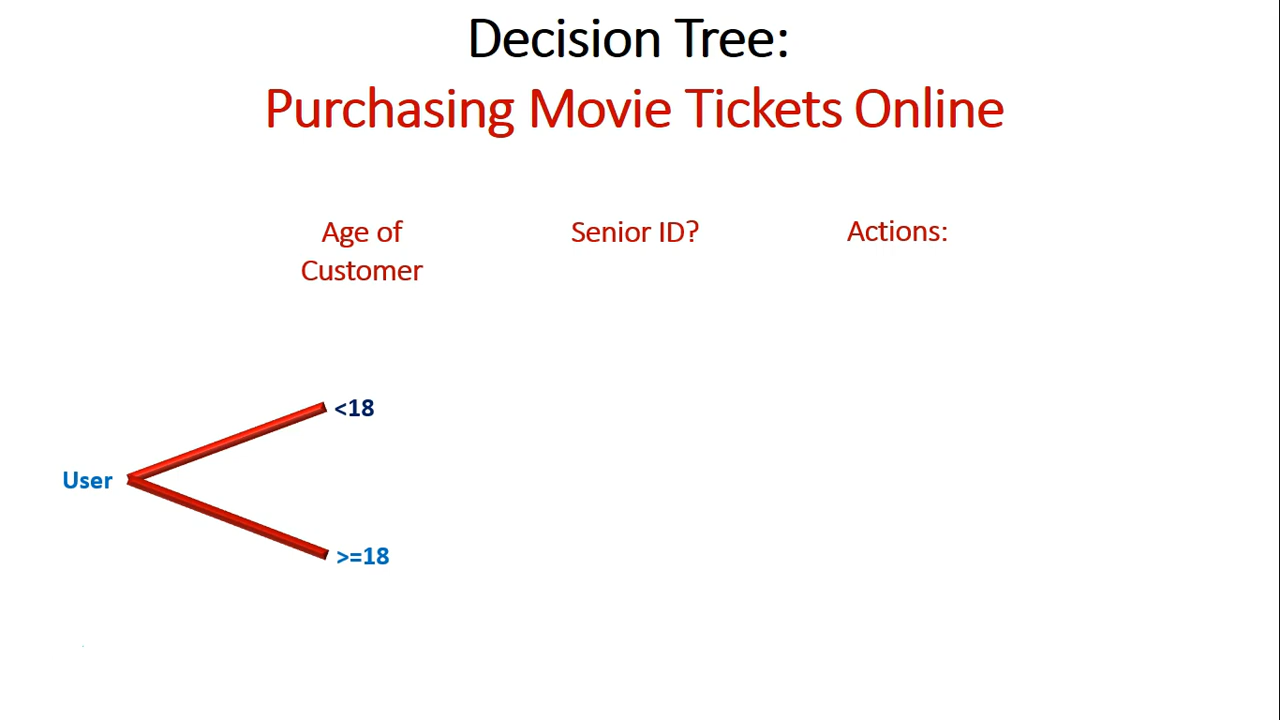 Decision Tree:
Purchasing Movie Tickets Online
Age of
Customer
Senior ID?
Actions:
<18
User
>=18